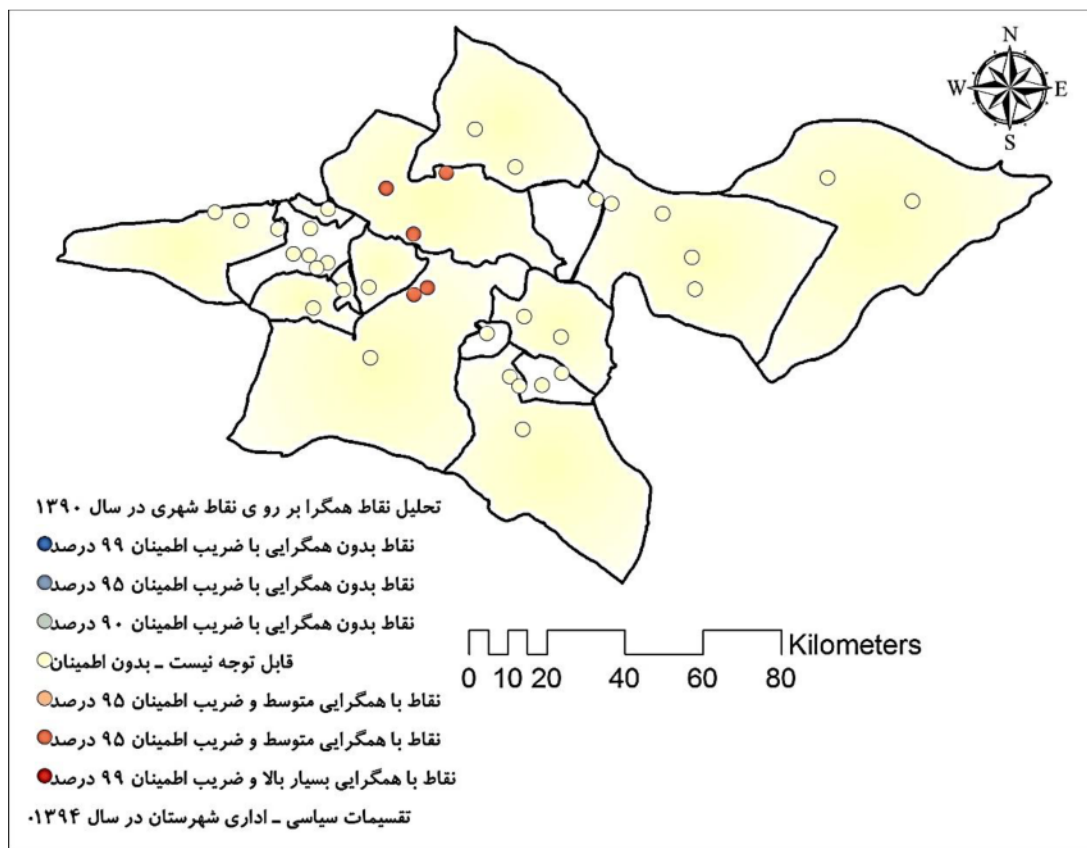 N
W E
S
تحلیل نقاط همگرا بر رو ی نقاط شهری در سال ۱۳۹۰
نقاط بدون همگرایی با ضریب اطمینان ۹۹ درصد
نقاط بدون همگرایی با ضریب اطمینان ۹۵ درصد
نقاط بدون همگرایی با ضریب اطمینان ۹۰ درصد
قابل توجه نیست ـ بدون اطمینان
نقاط با همگرایی متوسط و ضریب اطمینان ۹۵ درصد
نقاط با همگرایی متوسط و ضریب اطمینان ۹۵ درصد
نقاط با همگرایی بسیار بالا و ضریب اطمینان ۹۹ درصد
تقسیمات سیاسی ـ اداری شهرستان در سال ۱۳۹۴۰
Kilometers
0 10 20 40 60 80